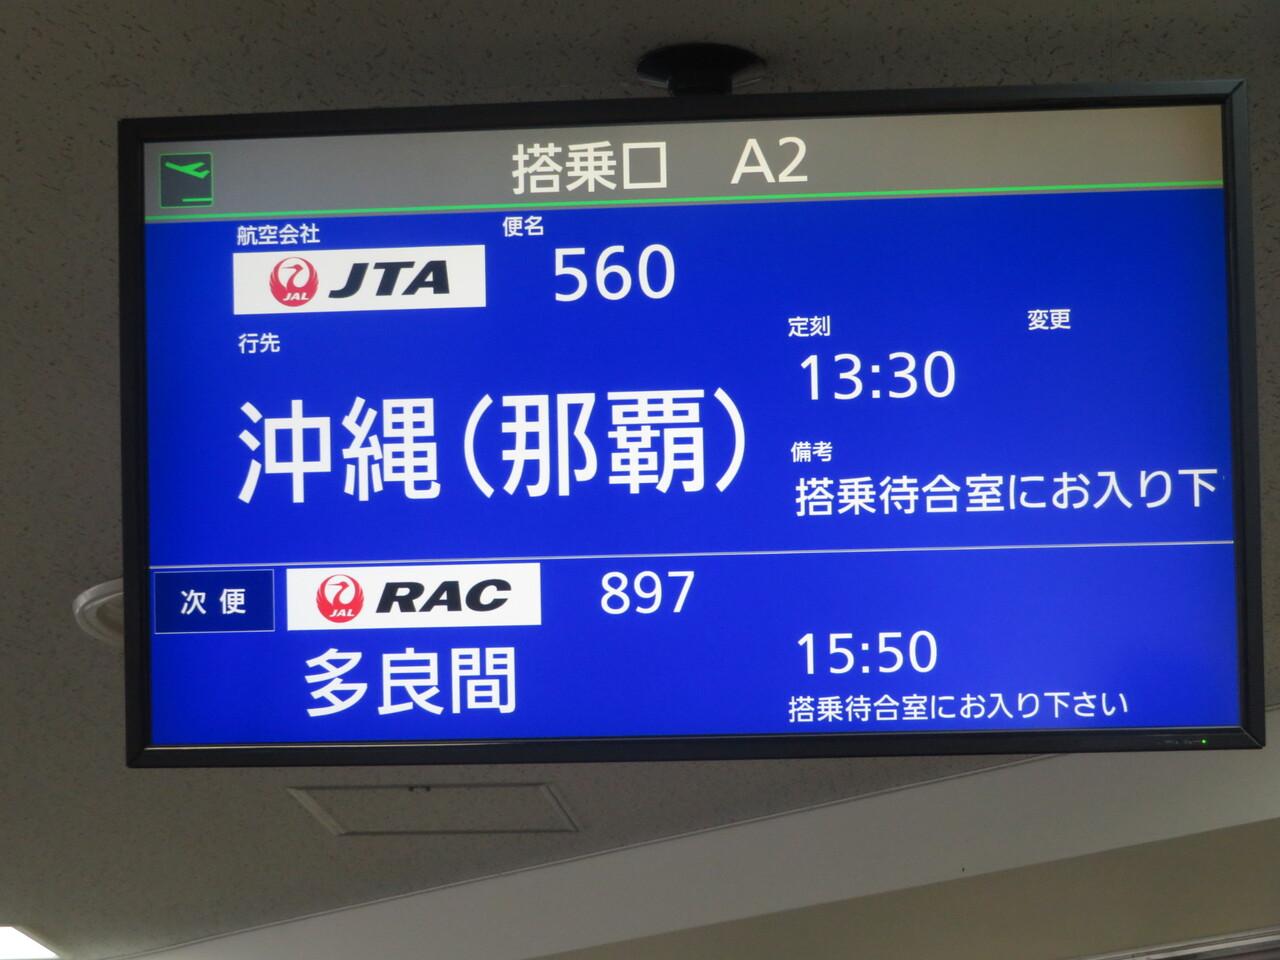 搭乗口 A2
航空会社 便名
JAL JTA 560
行先 定刻 変更
13:30
沖縄(那覇)
備考
搭乗待合室にお入り下
次便 JAL RAC 897
多良間 15:50
搭乗待合室にお入り下さい